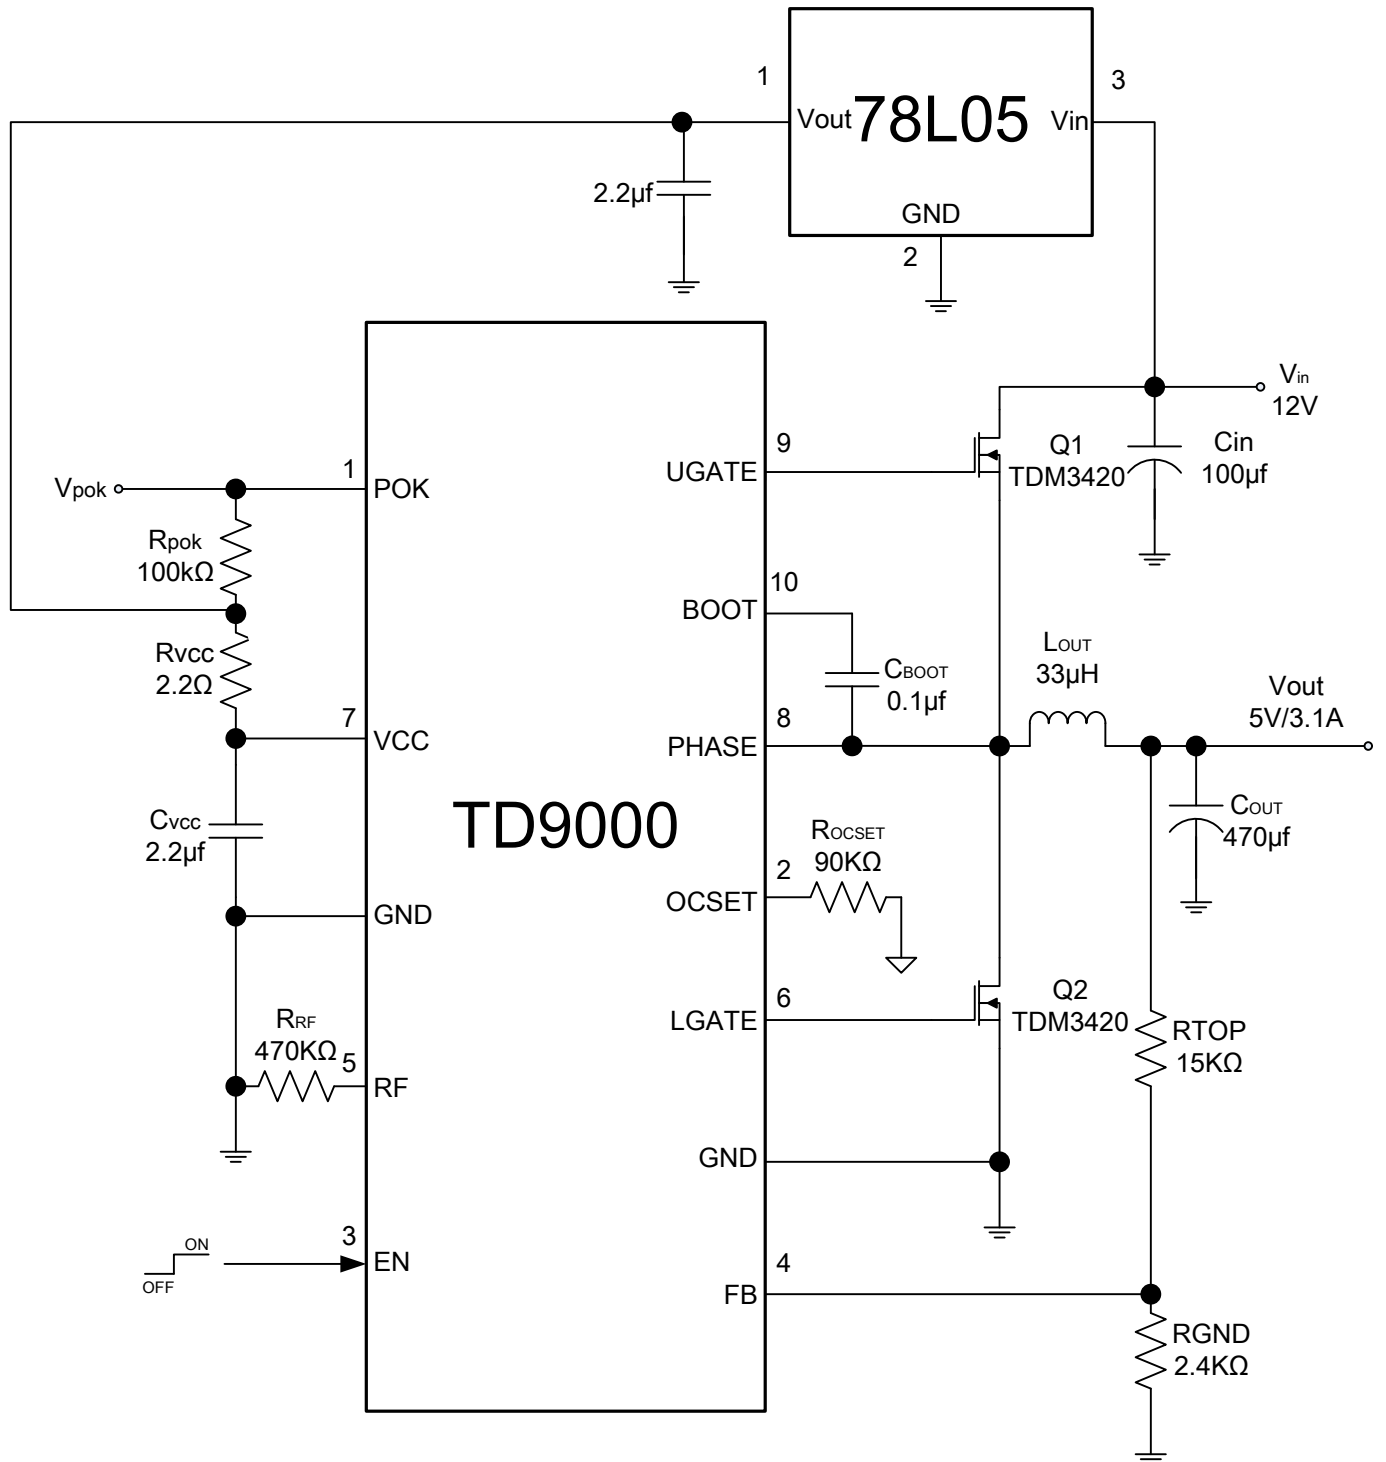 1
3
Vout
78L05
Vin
2.2µf
GND
2
Vin
12V
9
Q1
Cin
UGATE
TDM3420
100µf
1
Vpok
POK
Rpok
100kΩ
10
BOOT
LOUT
33µH
Rvcc
2.2Ω
CBOOT
0.1µf
Vout
5V/3.1A
7
8
VCC
PHASE
Cvcc
2.2µf
TD9000
COUT
470µf
ROCSET
90KΩ
2
OCSET
GND
6
Q2
LGATE
TDM3420
RRF
470KΩ
5
RF
RTOP
15KΩ
GND
3
ON
OFF
EN
4
FB
RGND
2.4KΩ